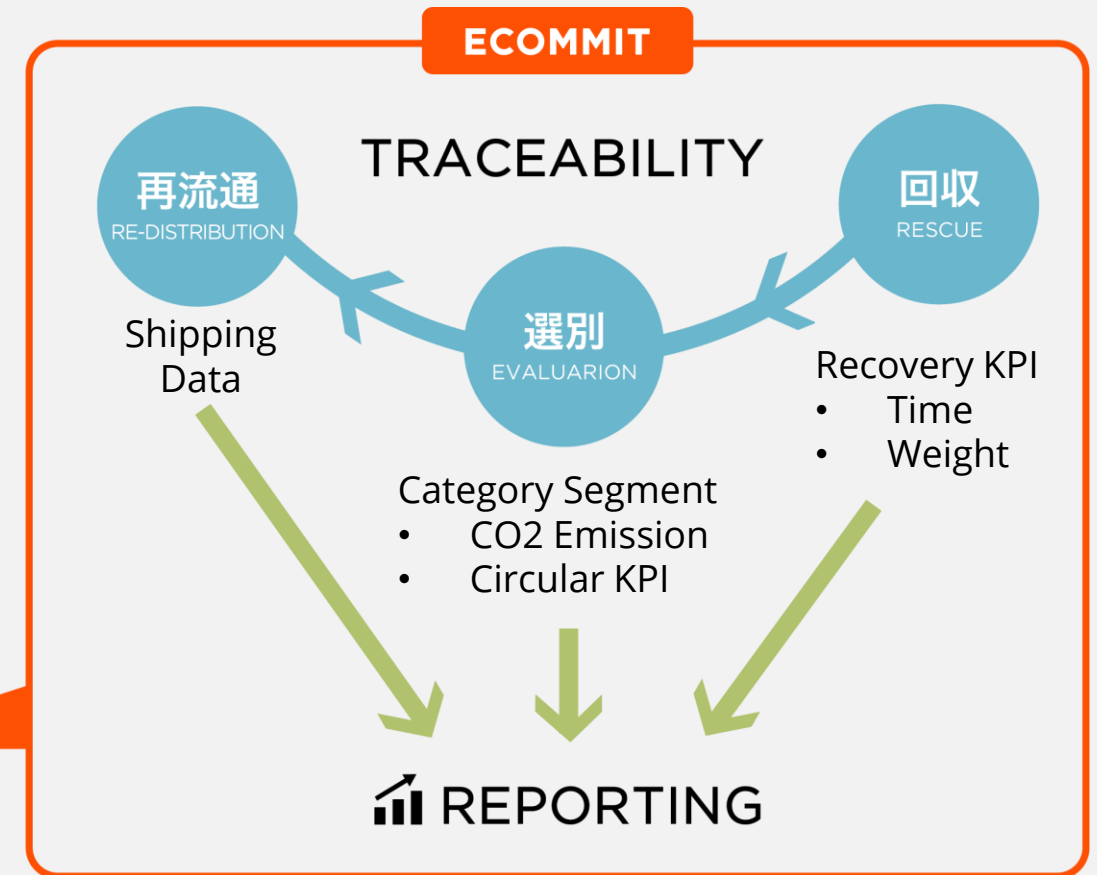 ECOMMIT
TRACEABILITY
再流通
RE-DISTRIBUTION
Shipping
Data
選別
EVALUARION
Category Segment
• CO2 Emission
• Circular KPI
回収
RESCUE
Recovery KPI
• Time
• Weight
REPORTING